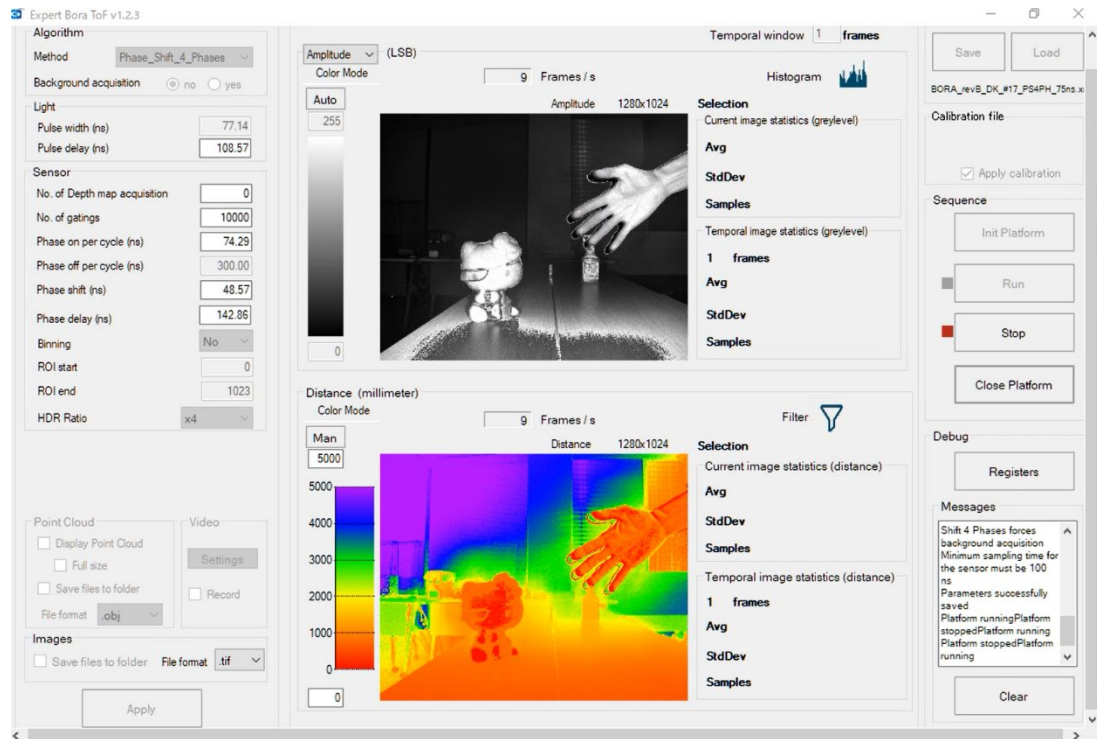 Expert Bora ToF v1.2.3
Algorithm
Method Phase_Shift_4_Phases
Background acquisition no yes
Light
Pulse width (ns) 77.14
Pulse delay (ns) 108.57
Sensor
No. of Depth map acquisition 0
No. of gatings 10000
Phase on per cycle (ns) 74.29
Phase off per cycle (ns) 300.00
Phase shift (ns) 48.57
Phase delay (ns) 142.86
Binning No
ROI start 0
ROI end 1023
HDR Ratio x4
Point Cloud
Display Point Cloud
Full size
Save files to folder
File format .obj
Video
Settings
Record
Images
Save files to folder File format .tif
Apply
Temporal window 1 frames
Amplitude (LSB)
Color Mode
9 Frames / s
Histogram
Auto
255
0
Amplitude 1280x1024
Selection
Current image statistics (greylevel)
Avg
StdDev
Samples
Temporal image statistics (greylevel)
1 frames
Avg
StdDev
Samples
Distance (millimeter)
Color Mode
9 Frames / s
Filter
Man
5000
Distance 1280x1024
5000
4000
3000
2000
1000
0
0
Selection
Current image statistics (distance)
Avg
StdDev
Samples
Temporal image statistics (distance)
1 frames
Avg
StdDev
Samples
Save Load
BORA_revB_DK_#17_PS4PH_75ns.x
Calibration file
Apply calibration
Sequence
Init Platform
Run
Stop
Close Platform
Debug
Registers
Messages
Shift 4 Phases forces
background acquisition
Minimum sampling time for
the sensor must be 100
ns
Parameters successfully
saved
Platform runningPlatform
stoppedPlatform running
Platform stoppedPlatform
running
Clear